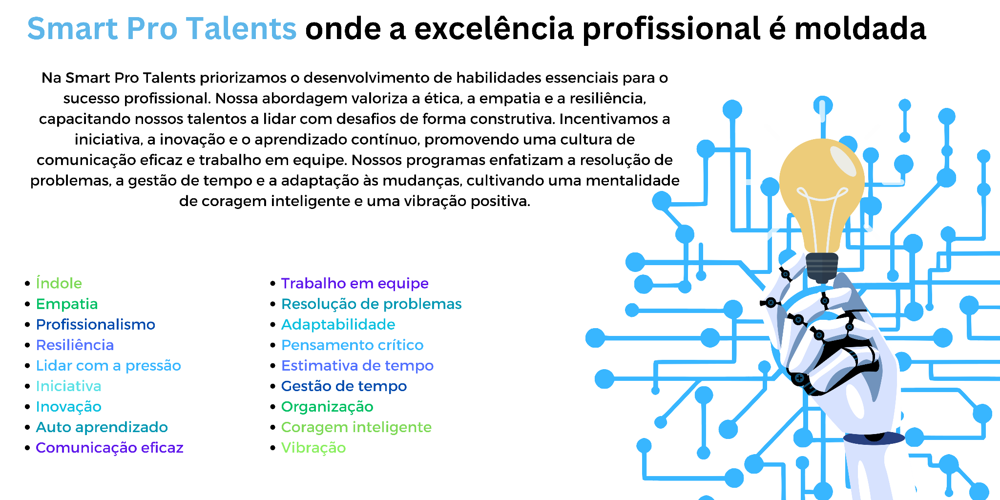 Smart Pro Talents onde a excelência profissional é moldada
Na Smart Pro Talents priorizamos o desenvolvimento de habilidades essenciais para o
sucesso profissional. Nossa abordagem valoriza a ética, a empatia e a resiliência,
capacitando nossos talentos a lidar com desafios de forma construtiva. Incentivamos a
iniciativa, a inovação e o aprendizado contínuo, promovendo uma cultura de
comunicação eficaz e trabalho em equipe. Nossos programas enfatizam a resolução de
problemas, a gestão de tempo e a adaptação às mudanças, cultivando uma mentalidade
de coragem inteligente e uma vibração positiva.
• Índole
• Empatia
• Profissionalismo
• Resiliência
• Lidar com a pressão
• Iniciativa
• Inovação
• Auto aprendizado
• Comunicação eficaz
• Trabalho em equipe
• Resolução de problemas
• Adaptabilidade
• Pensamento crítico
• Estimativa de tempo
• Gestão de tempo
• Organização
• Coragem inteligente
• Vibração